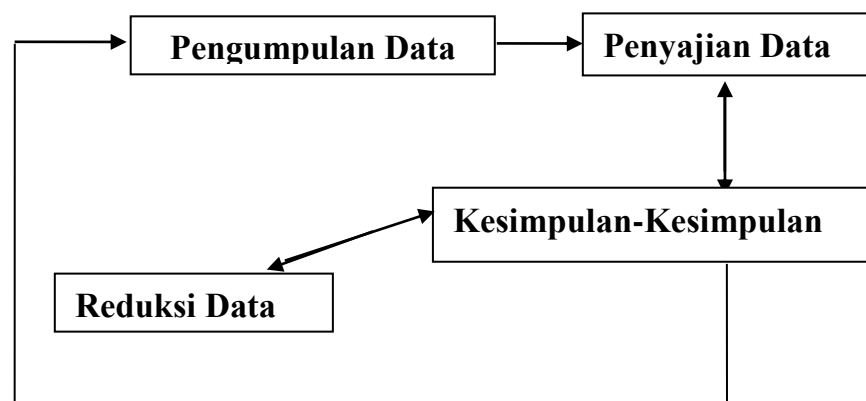 Pengumpulan Data
Penyajian Data
Kesimpulan-Kesimpulan
Reduksi Data